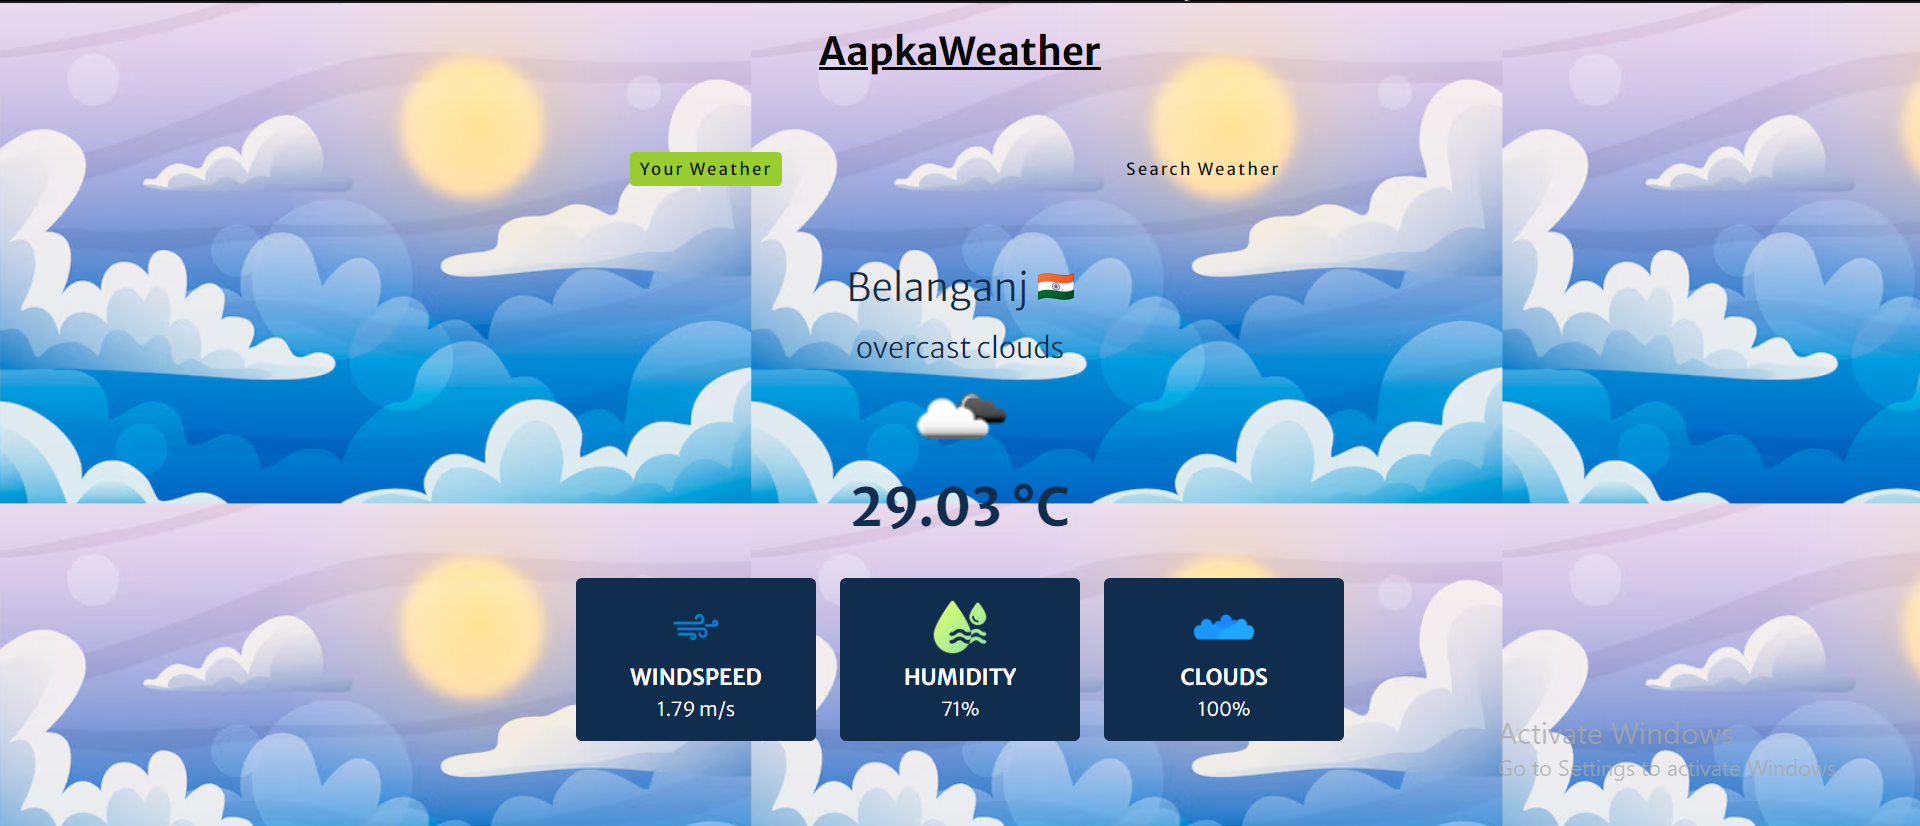 AapkaWeather
Your Weather
Search Weather
Belanganj
overcast clouds
29.03 °C
WINDSPEED
1.79 m/s
HUMIDITY
71%
CLOUDS
100%
Activate Windows
Go to Settings to activate Windows.